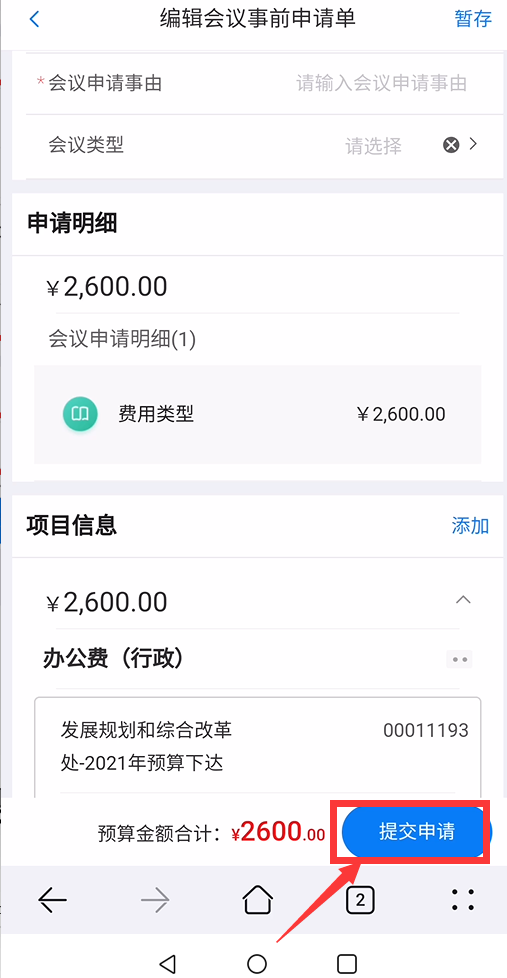 编辑会议事前申请单 暂存
*会议申请事由 请输入会议申请事由
会议类型 请选择
申请明细
¥2,600.00
会议申请明细(1)
费用类型 ¥2,600.00
项目信息 添加
¥2,600.00
办公费（行政）
发展规划和综合改革 00011193
处-2021年预算下达
预算金额合计：¥2600.00 提交申请
2